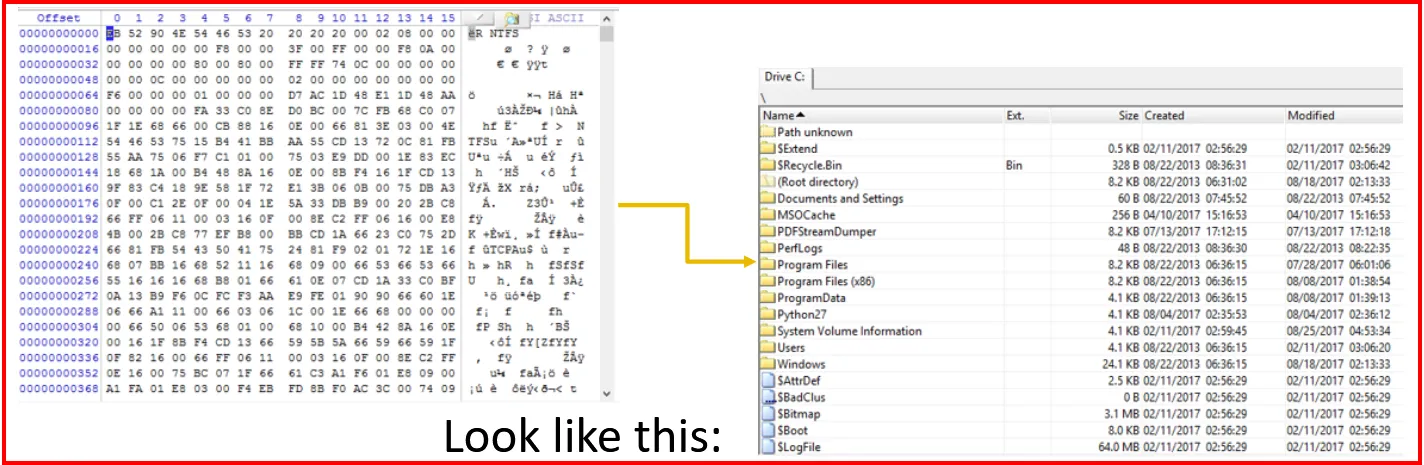 Offset 0 1 2 3 4 5 6 7 8 9 10 11 12 13 14 15 SI ASCII
00000000000 EB 52 90 4E 54 46 53 20 20 20 20 00 02 08 00 00 ëR NTFS
00000000016 00 00 00 00 00 F8 00 00 3F 00 FF 00 00 F8 0A 00 ø ? ÿ ø
00000000032 00 00 00 00 80 00 80 00 FF FF 74 0C 00 00 00 00 € € ÿÿt
00000000048 00 00 0C 00 00 00 00 00 02 00 00 00 00 00 00 00
00000000064 F6 00 00 00 01 00 00 00 D7 AC 1D 48 E1 1D 48 AA ö ×¬ Há Hª
00000000080 00 00 00 00 FA 33 C0 8E D0 BC 00 7C FB 68 C0 07 ú3ÀŽÐ¼ |ûhÀ
00000000096 1F 1E 68 66 00 CB 88 16 0E 00 66 81 3E 03 00 4E hf Ëˆ f > N
00000000112 54 46 53 75 15 B4 41 BB AA 55 CD 13 72 0C 81 FB TFSu ´A»ªUÍ r û
00000000128 55 AA 75 06 F7 C1 01 00 75 03 E9 DD 00 1E 83 EC Uªu ÷Á u éÝ ƒì
00000000144 18 68 1A 00 B4 48 8A 16 0E 00 8B F4 16 1F CD 13 h ´HŠ ‹ô Í
00000000160 9F 83 C4 18 9E 58 1F 72 E1 3B 06 0B 00 75 DB A3 ŸƒÄ žX rá; uÛ£
00000000176 0F 00 C1 2E 0F 00 04 1E 5A 33 DB B9 00 20 2B C8 Á. Z3Û¹ +È
00000000192 66 FF 06 11 00 03 16 0F 00 8E C2 FF 06 16 00 E8 fÿ ŽÂÿ è
00000000208 4B 00 2B C8 77 EF B8 00 BB CD 1A 66 23 C0 75 2D K +Èwï¸ »Í f#Àu-
00000000224 66 81 FB 54 43 50 41 75 24 81 F9 02 01 72 1E 16 f ûTCPAu$ ù r
00000000240 68 07 BB 16 68 52 11 16 68 09 00 66 53 66 53 66 h » hR h fSfSf
00000000256 55 16 16 16 68 B8 01 66 61 0E 07 CD 1A 33 C0 BF U h¸ fa Í 3À¿
00000000272 0A 13 B9 F6 0C FC F3 AA E9 FE 01 90 90 66 60 1E ¹ö üóªéþ f`
00000000288 06 66 A1 11 00 66 03 06 1C 00 1E 66 68 00 00 00 f¡ f fh
00000000304 00 66 50 06 53 68 01 00 68 10 00 B4 42 8A 16 0E fP Sh h ´BŠ
00000000320 00 16 1F 8B F4 CD 13 66 59 5B 5A 66 59 66 59 1F ‹ôÍ fY[ZfYfY
00000000336 0F 82 16 00 66 FF 06 11 00 03 16 0F 00 8E C2 FF ‚ fÿ ŽÂÿ
00000000352 0E 16 00 75 BC 07 1F 66 61 C3 A1 F6 01 E8 09 00 u¼ faÃ¡ö è
00000000368 A1 FA 01 E8 03 00 F4 EB FD 8B F0 AC 3C 00 74 09 ¡ú è ôëý‹ð¬< t
Drive C:
\
Name Ext. Size Created Modified
Path unknown
$Extend 0.5 KB 02/11/2017 02:56:29 02/11/2017 02:56:29
$Recycle.Bin Bin 328 B 08/22/2013 08:36:31 02/11/2017 03:06:42
(Root directory) 8.2 KB 08/22/2013 06:31:02 08/18/2017 02:13:33
Documents and Settings 60 B 08/22/2013 07:45:52 08/22/2013 07:45:52
MSOCache 256 B 04/10/2017 15:16:53 04/10/2017 15:16:53
PDFStreamDumper 8.2 KB 07/13/2017 17:12:15 07/13/2017 17:12:18
PerfLogs 48 B 08/22/2013 08:36:30 08/22/2013 08:22:35
Program Files 8.2 KB 08/22/2013 06:36:15 07/28/2017 06:01:06
Program Files (x86) 8.2 KB 08/22/2013 06:36:15 08/08/2017 01:38:54
ProgramData 4.1 KB 08/22/2013 06:36:15 08/08/2017 01:39:13
Python27 4.1 KB 08/04/2017 02:35:53 08/04/2017 02:36:12
System Volume Information 4.1 KB 02/11/2017 02:59:45 08/25/2017 04:53:34
Users 4.1 KB 08/22/2013 06:36:15 02/11/2017 03:06:20
Windows 24.1 KB 08/22/2013 06:36:15 08/18/2017 02:13:33
$AttrDef 2.5 KB 02/11/2017 02:56:29 02/11/2017 02:56:29
$BadClus 0 B 02/11/2017 02:56:29 02/11/2017 02:56:29
$Bitmap 3.1 MB 02/11/2017 02:56:29 02/11/2017 02:56:29
$Boot 8.0 KB 02/11/2017 02:56:29 02/11/2017 02:56:29
$LogFile 64.0 MB 02/11/2017 02:56:29 02/11/2017 02:56:29
Look like this: